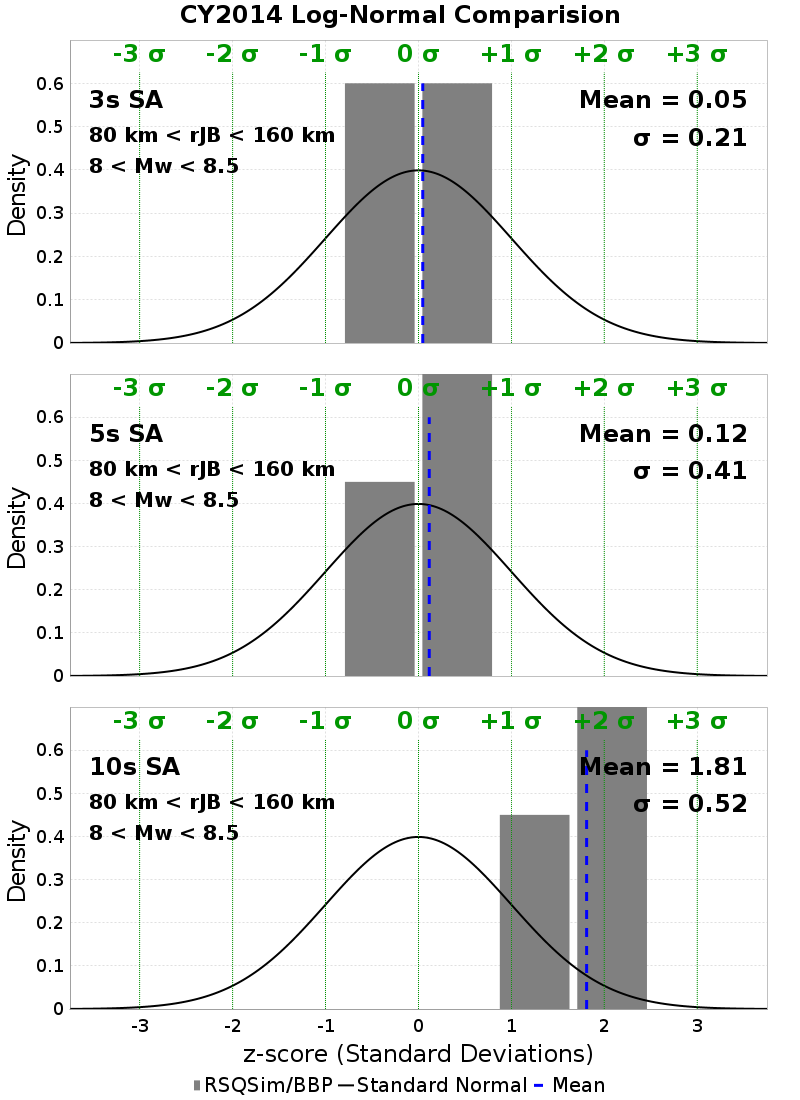 CY2014 Log-Normal Comparision
-3 σ -2 σ -1 σ 0 σ +1 σ +2 σ +3 σ
0.6
3s SA
Mean = 0.05
0.5
80 km < rJB < 160 km
σ = 0.21
8 < Mw < 8.5
0.4
Density
0.3
0.2
0.1
0
-3 σ -2 σ -1 σ 0 σ +1 σ +2 σ +3 σ
0.6
5s SA
Mean = 0.12
0.5
80 km < rJB < 160 km
σ = 0.41
8 < Mw < 8.5
0.4
Density
0.3
0.2
0.1
0
-3 σ -2 σ -1 σ 0 σ +1 σ +2 σ +3 σ
0.6
10s SA
Mean = 1.81
0.5
80 km < rJB < 160 km
σ = 0.52
8 < Mw < 8.5
0.4
Density
0.3
0.2
0.1
0
-3 -2 -1 0 1 2 3
z-score (Standard Deviations)
RSQSim/BBP Standard Normal Mean